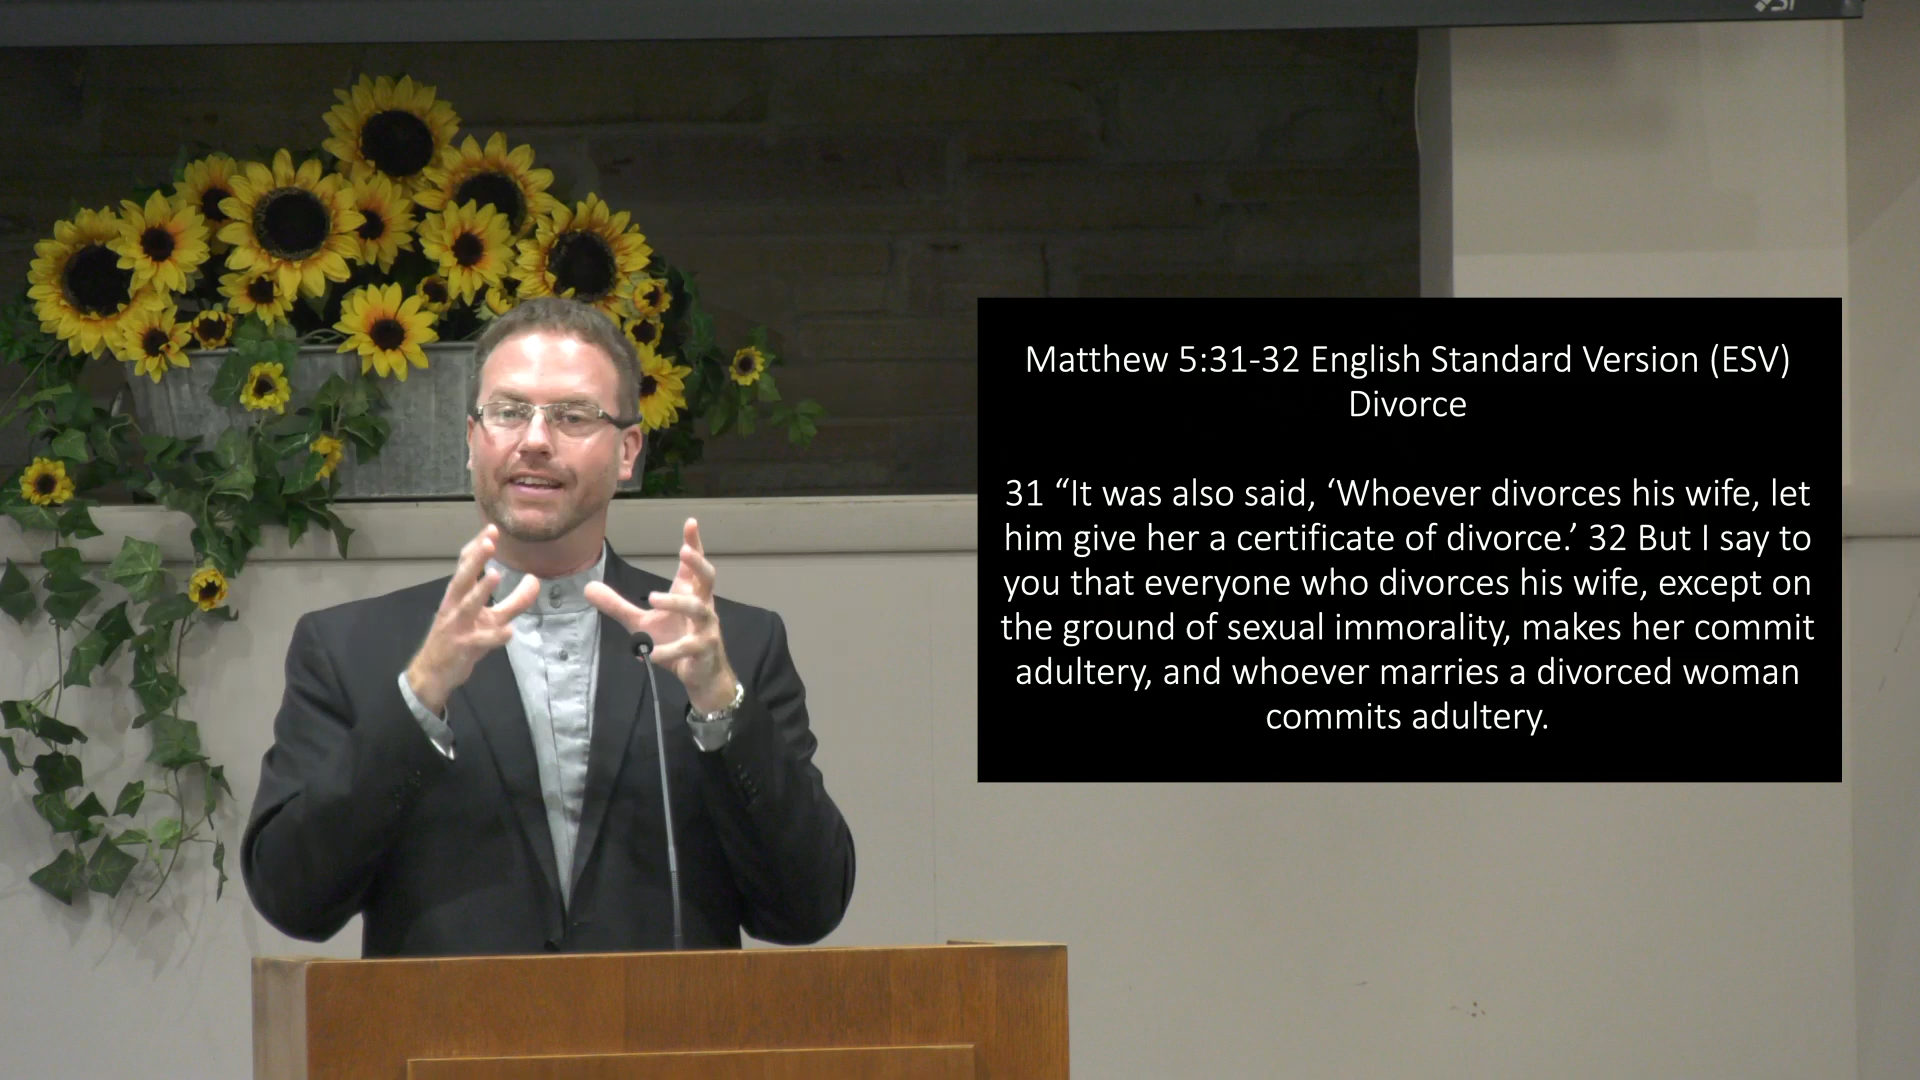 Matthew 5:31-32 English Standard Version (ESV)
Divorce
31 “It was also said, ‘Whoever divorces his wife, let
him give her a certificate of divorce.’ 32 But I say to
you that everyone who divorces his wife, except on
the ground of sexual immorality, makes her commit
adultery, and whoever marries a divorced woman
commits adultery.